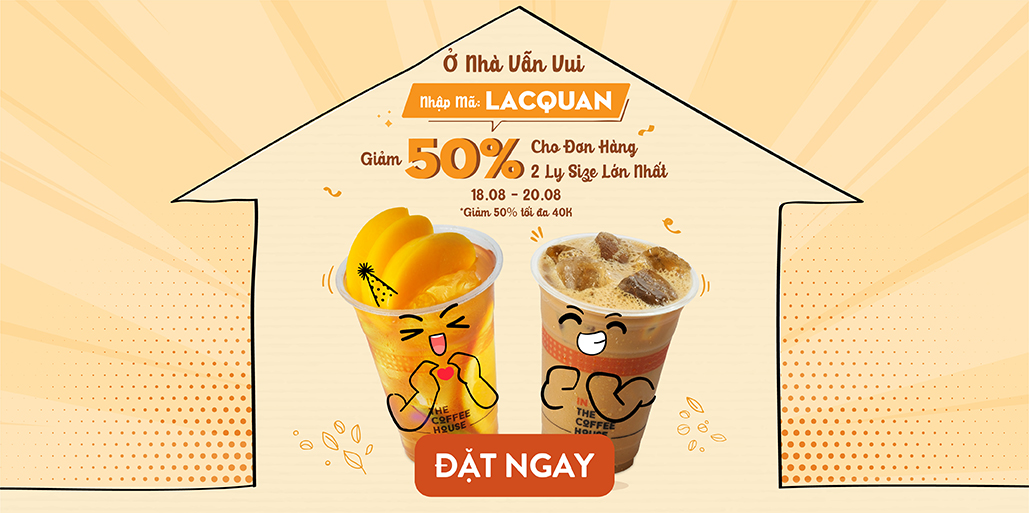 Ở Nhà Vẫn Vui
Nhập Mã: LACQUAN
Giảm 50% Cho Đơn Hàng
2 Ly Size Lớn Nhất
18.08 - 20.08
*Giảm 50% tối đa 40K
THE
COFFEE
HOUSE
IN
THE
COFFEE
HOUSE
ĐẶT NGAY